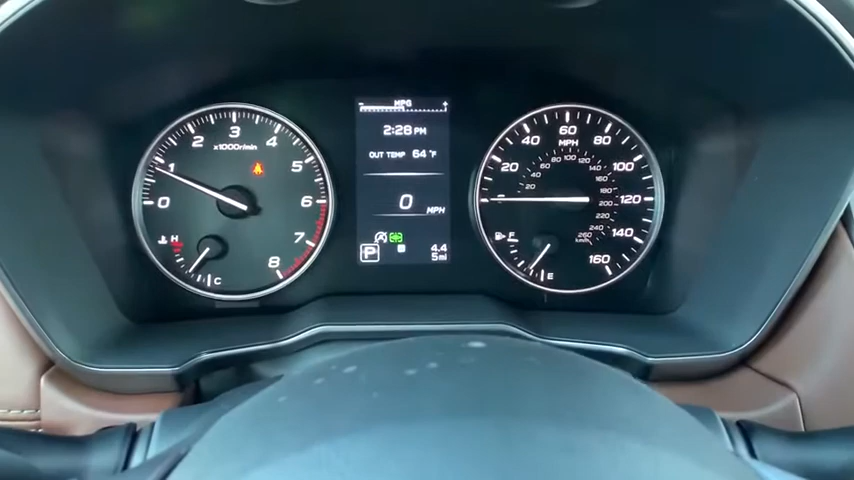 0
1
2
3
4
5
6
7
8
x1000r/min
H
C
- MPG +
2:28 PM
OUT TEMP 64 °F
0 MPH
P
4.4
5mi
0
20
40
60
80
100
120
140
160
MPH
20
40
60
80
100
120
140
160
180
200
220
240
260
km/h
F
E